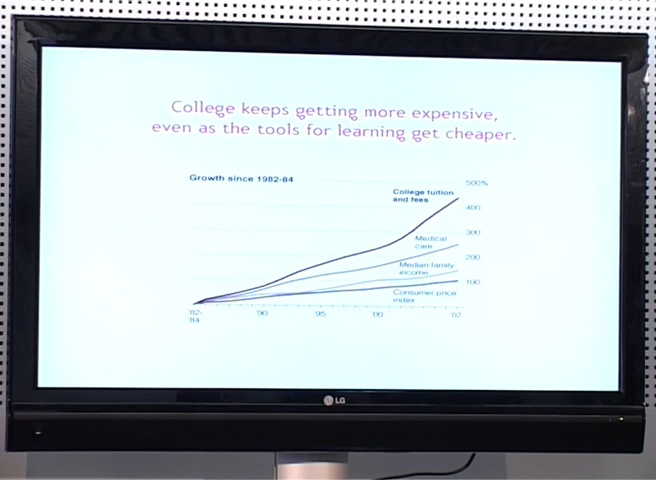 College keeps getting more expensive,
even as the tools for learning get cheaper.
Growth since 1982-84
500%
College tuition
and fees
400
300
Medical
care
200
Median family
income
100
Consumer price
index
'82-
'84
'90
'95
'00
'07
LG